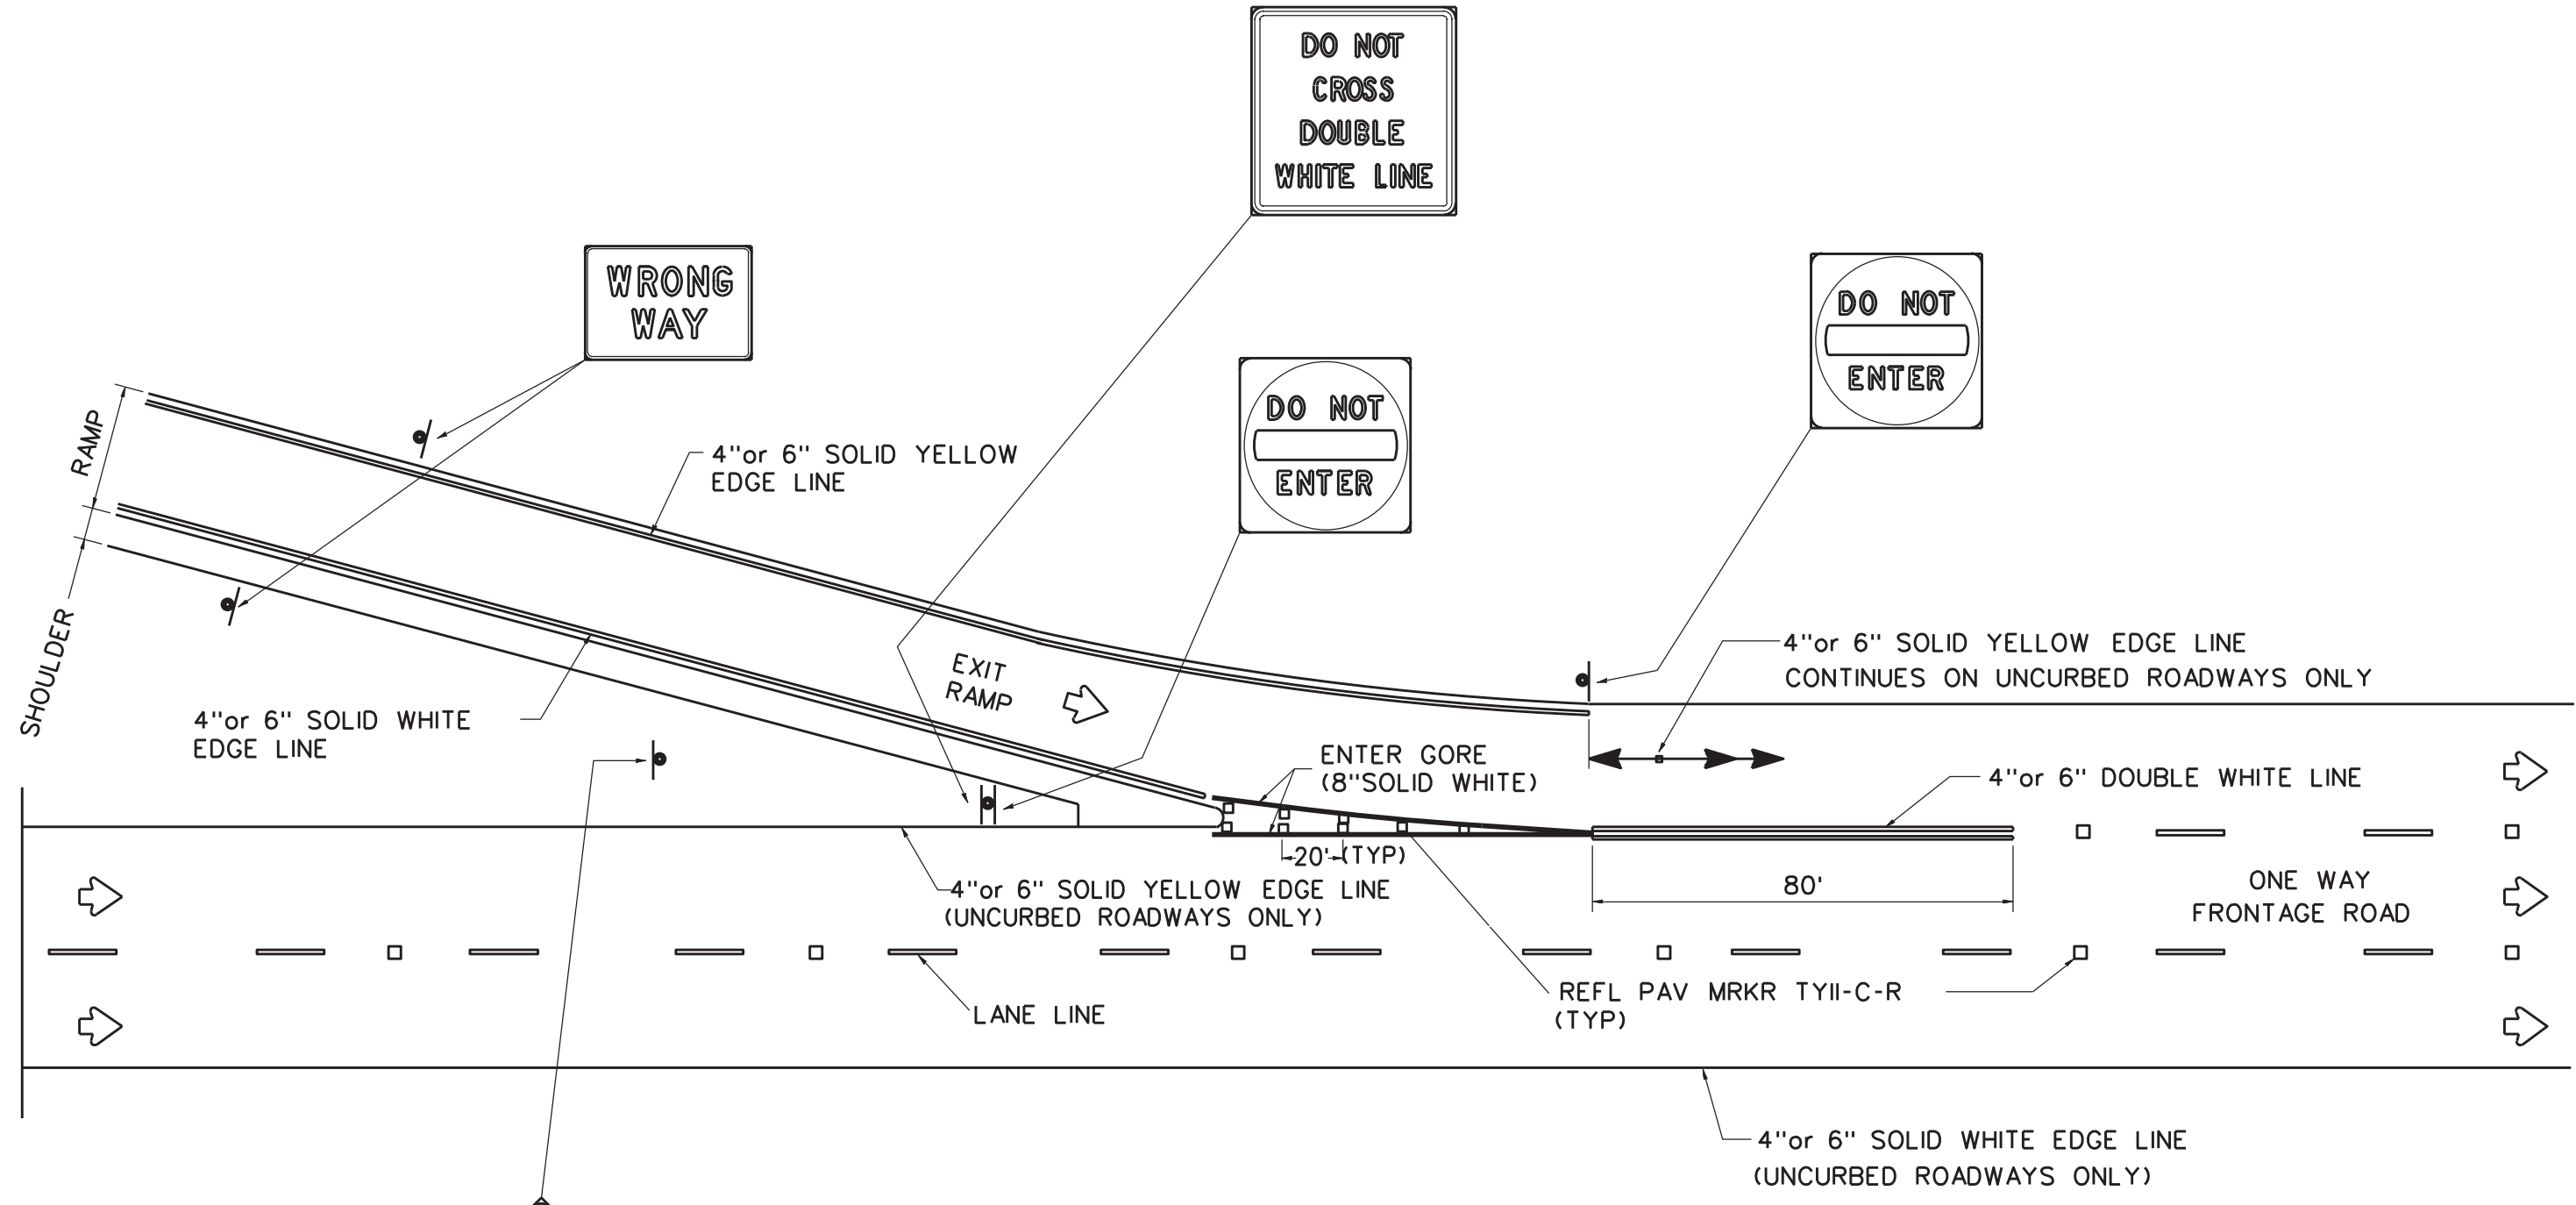 DO NOT
CROSS
DOUBLE
WHITE LINE
WRONG
WAY
DO NOT
ENTER
DO NOT
ENTER
RAMP
SHOULDER
4"or 6" SOLID YELLOW
EDGE LINE
4"or 6" SOLID WHITE
EDGE LINE
EXIT
RAMP
4"or 6" SOLID YELLOW EDGE LINE
CONTINUES ON UNCURBED ROADWAYS ONLY
ENTER GORE
(8"SOLID WHITE)
4"or 6" DOUBLE WHITE LINE
20' (TYP)
4"or 6" SOLID YELLOW EDGE LINE
(UNCURBED ROADWAYS ONLY)
80'
ONE WAY
FRONTAGE ROAD
LANE LINE
REFL PAV MRKR TYII-C-R
(TYP)
4"or 6" SOLID WHITE EDGE LINE
(UNCURBED ROADWAYS ONLY)